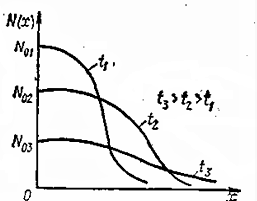 N(x)
N₀₁
t₁
N₀₂
t₃ > t₂ > t₁
t₂
N₀₃
t₃
0
x